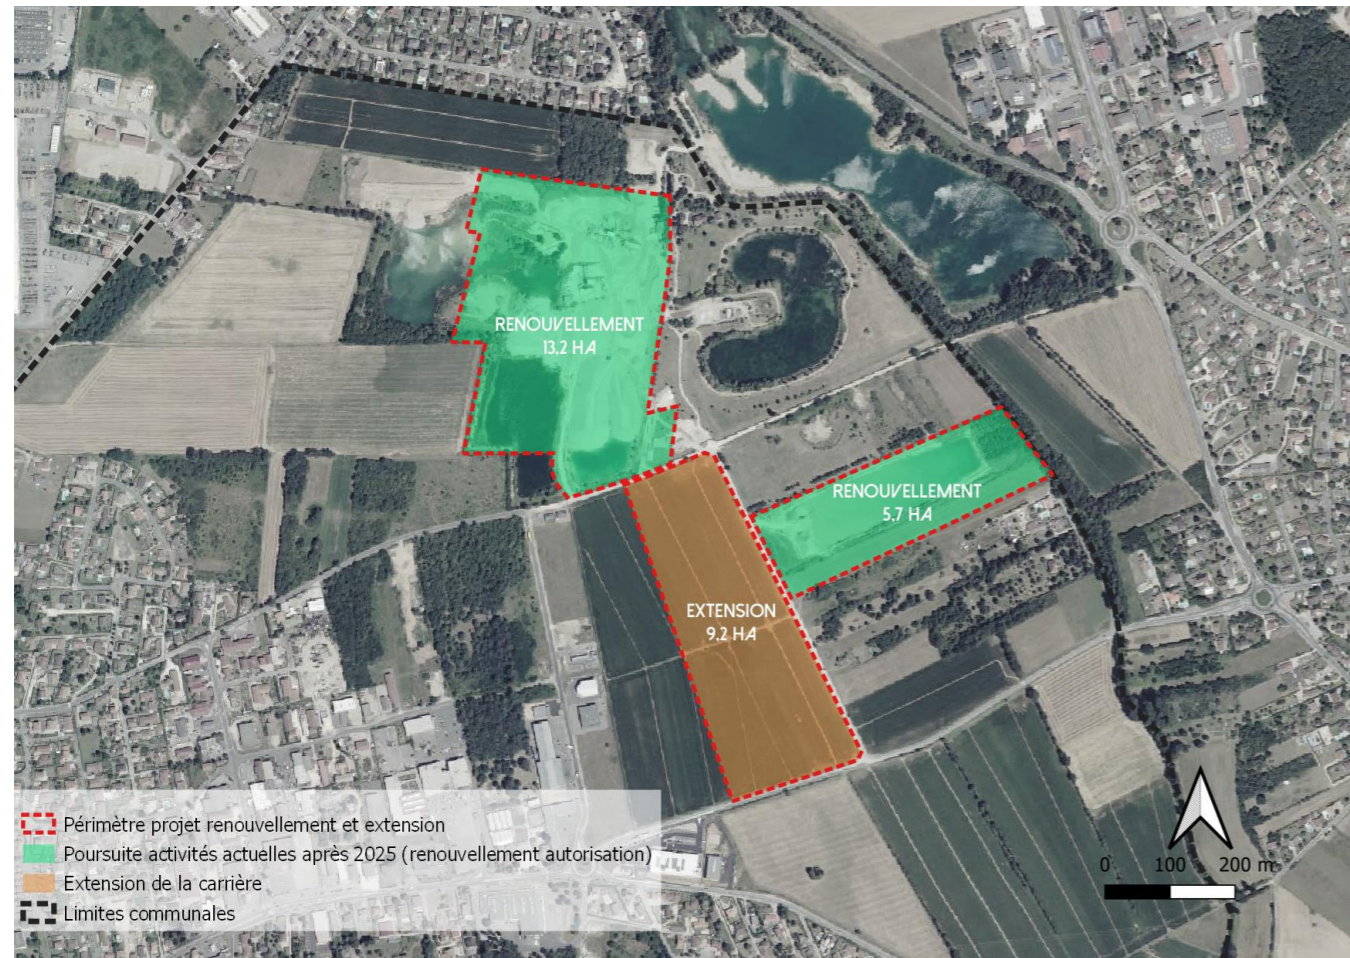 RENOUVELLEMENT
13,2 HA
RENOUVELLEMENT
5,7 HA
EXTENSION
9,2 HA
Périmètre projet renouvellement et extension
Poursuite activités actuelles après 2025 (renouvellement autorisation)
Extension de la carrière
Limites communales
0 100 200 m